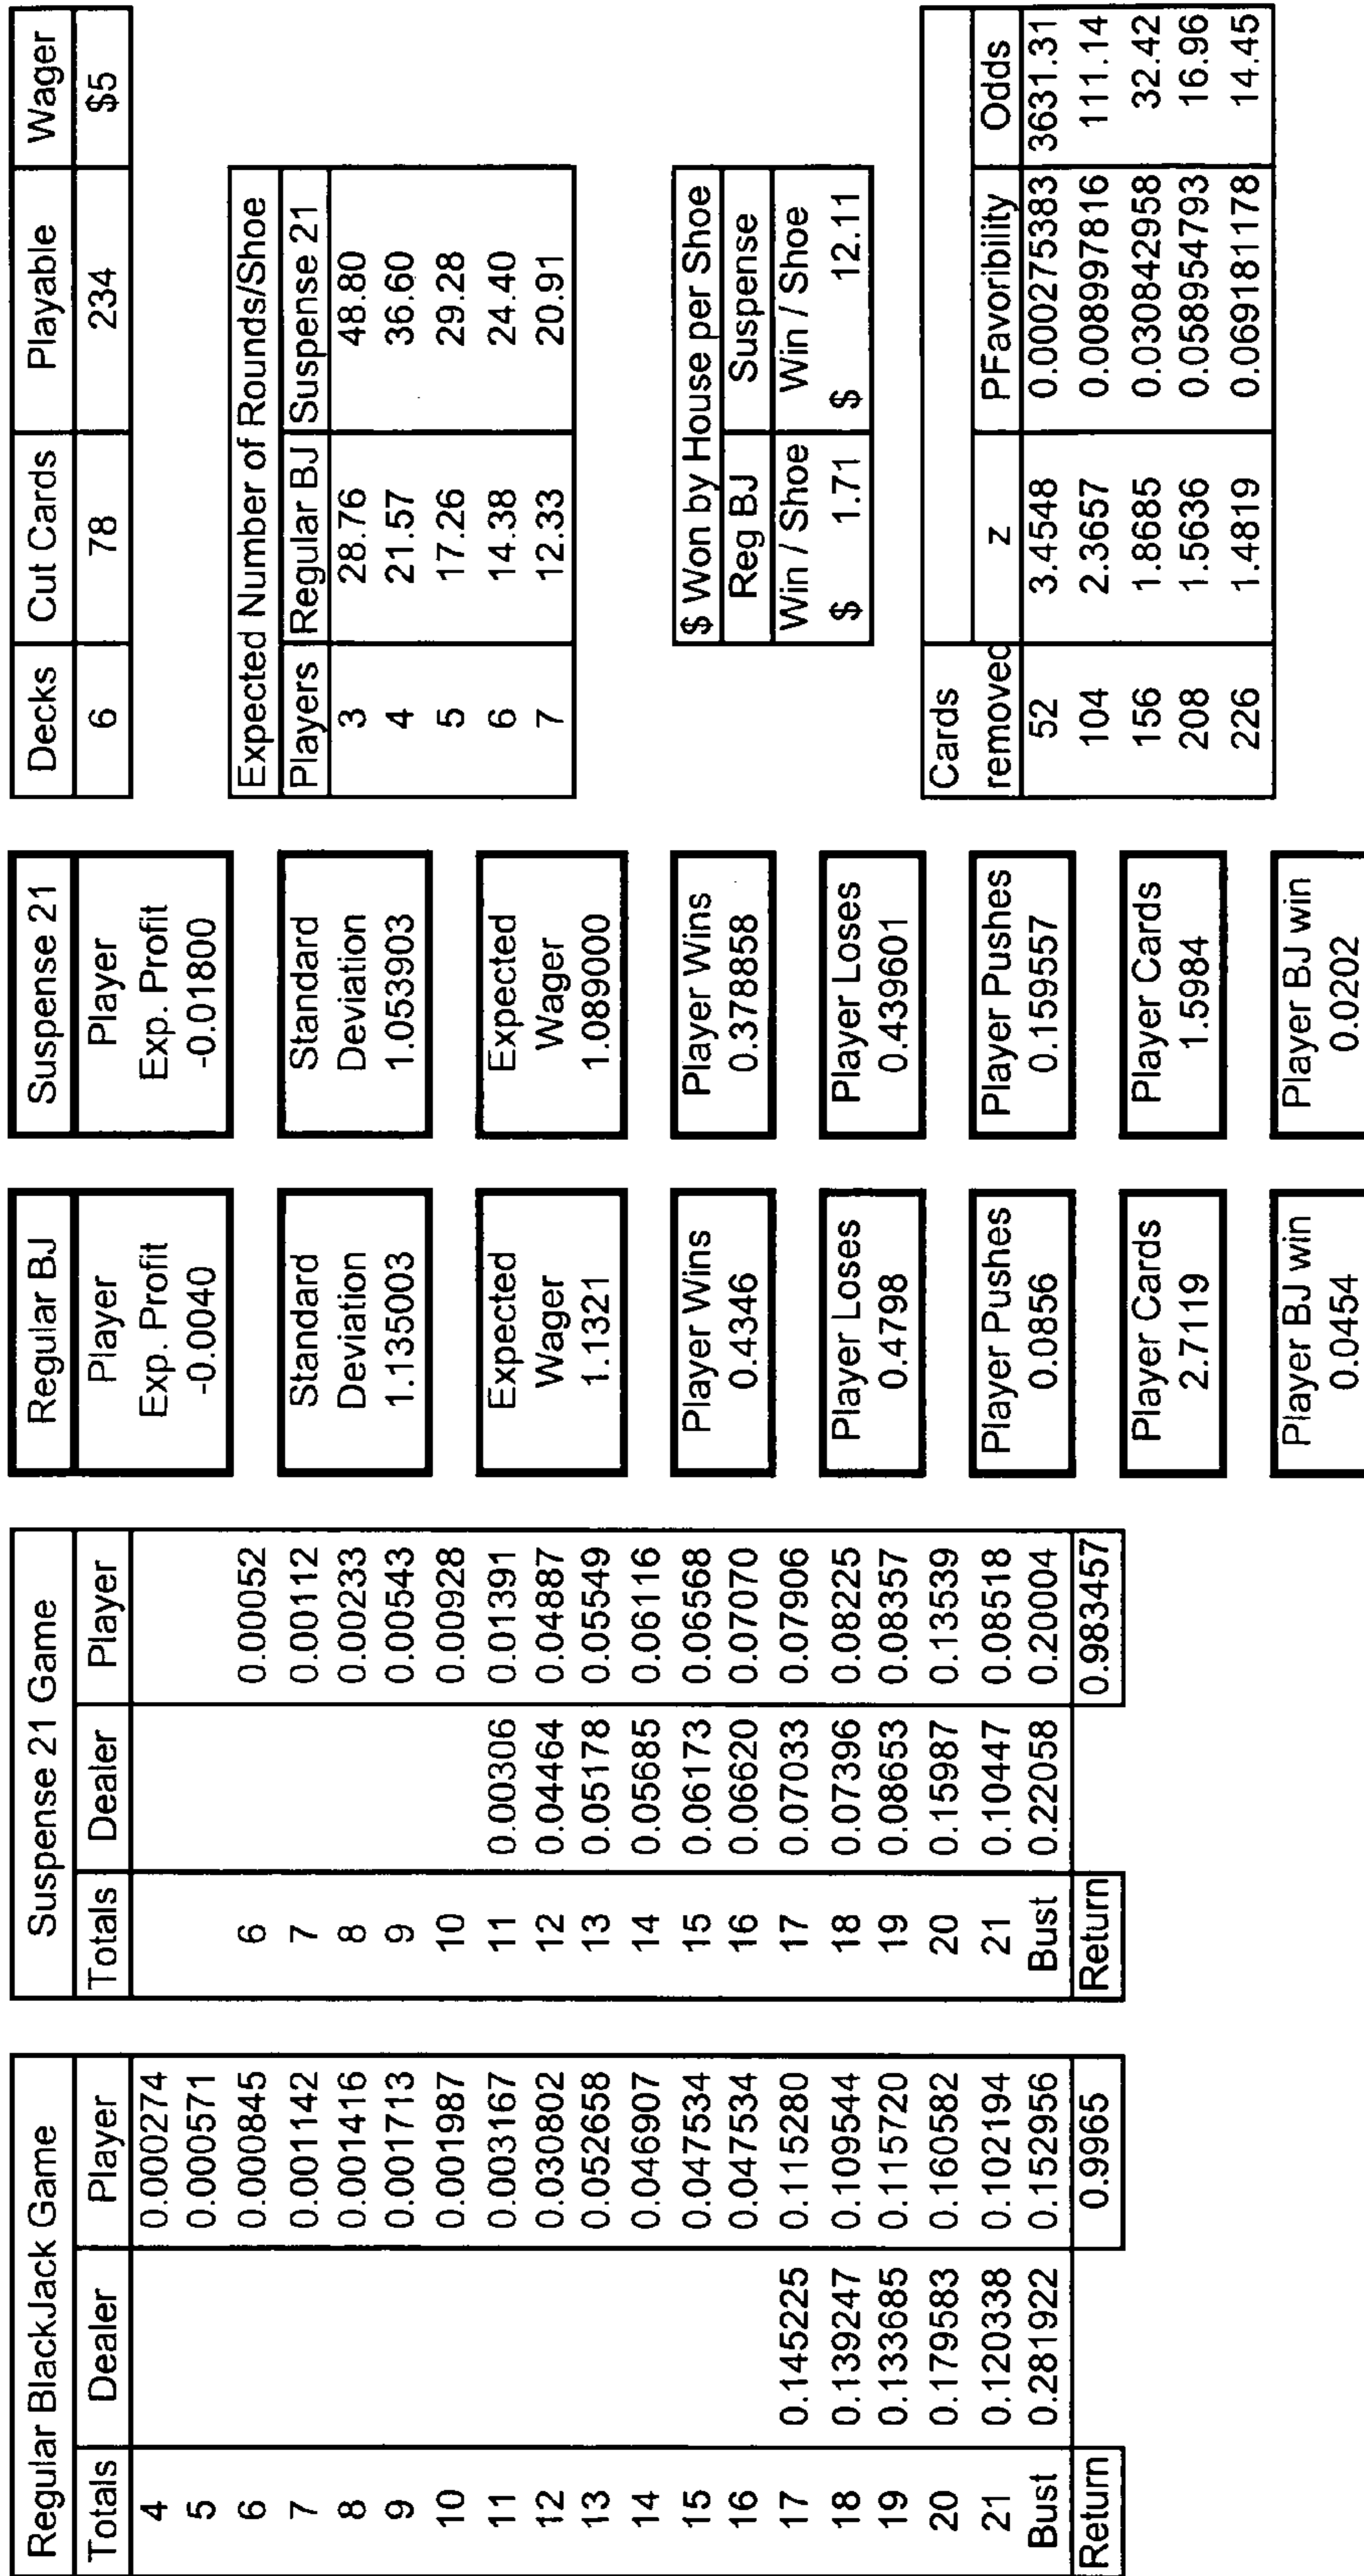 Regular BlackJack Game
Totals Dealer Player
4 0.000274
5 0.000571
6 0.000845
7 0.001142
8 0.001416
9 0.001713
10 0.001987
11 0.003167
12 0.030802
13 0.052658
14 0.046907
15 0.047534
16 0.047534
17 0.145225 0.115280
18 0.139247 0.109544
19 0.133685 0.115720
20 0.179583 0.160582
21 0.120338 0.102194
Bust 0.281922 0.152956
Return 0.9965
Suspense 21 Game
Totals Dealer Player
6 0.00052
7 0.00112
8 0.00233
9 0.00543
10 0.00928
11 0.00306 0.01391
12 0.04464 0.04887
13 0.05178 0.05549
14 0.05685 0.06116
15 0.06173 0.06568
16 0.06620 0.07070
17 0.07033 0.07906
18 0.07396 0.08225
19 0.08653 0.08357
20 0.15987 0.13539
21 0.10447 0.08518
Bust 0.22058 0.20004
Return 0.983457
Regular BJ
Player
Exp. Profit
-0.0040
Standard
Deviation
1.135003
Expected
Wager
1.1321
Player Wins
0.4346
Player Loses
0.4798
Player Pushes
0.0856
Player Cards
2.7119
Player BJ win
0.0454
Suspense 21
Player
Exp. Profit
-0.01800
Standard
Deviation
1.053903
Expected
Wager
1.089000
Player Wins
0.378858
Player Loses
0.439601
Player Pushes
0.159557
Player Cards
1.5984
Player BJ win
0.0202
Decks Cut Cards Playable Wager
6 78 234 $5
Expected Number of Rounds/Shoe
Players Regular BJ Suspense 21
3 28.76 48.80
4 21.57 36.60
5 17.26 29.28
6 14.38 24.40
7 12.33 20.91
$ Won by House per Shoe
Reg BJ Suspense
Win / Shoe Win / Shoe
$ 1.71 $ 12.11
Cards
removed z PFavoribility Odds
52 3.4548 0.000275383 3631.31
104 2.3657 0.008997816 111.14
156 1.8685 0.030842958 32.42
208 1.5636 0.058954793 16.96
226 1.4819 0.069181178 14.45